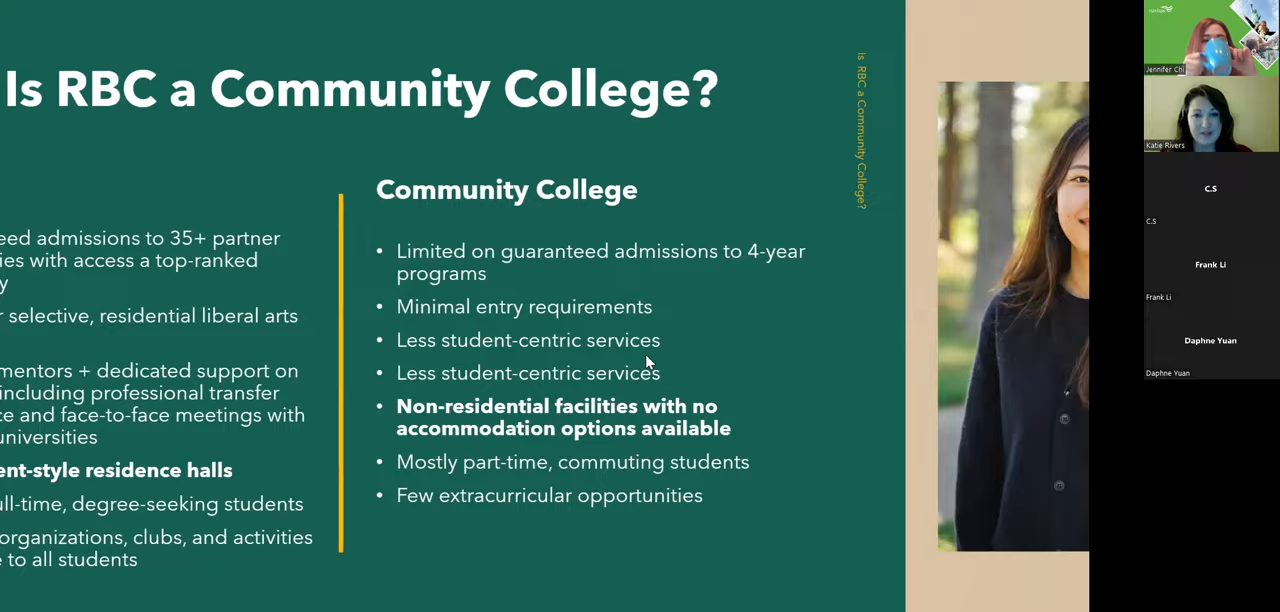 Is RBC a Community College?
Is RBC a Community College?
eed admissions to 35+ partner
ies with access a top-ranked
y
r selective, residential liberal arts
mentors + dedicated support on
including professional transfer
ce and face-to-face meetings with
universities
ent-style residence halls
ull-time, degree-seeking students
organizations, clubs, and activities
e to all students
Community College
• Limited on guaranteed admissions to 4-year
programs
• Minimal entry requirements
• Less student-centric services
• Less student-centric services
• Non-residential facilities with no
accommodation options available
• Mostly part-time, commuting students
• Few extracurricular opportunities
Jennifer Chi
Katie Rivers
C.S
C.S
Frank Li
Frank Li
Daphne Yuan
Daphne Yuan